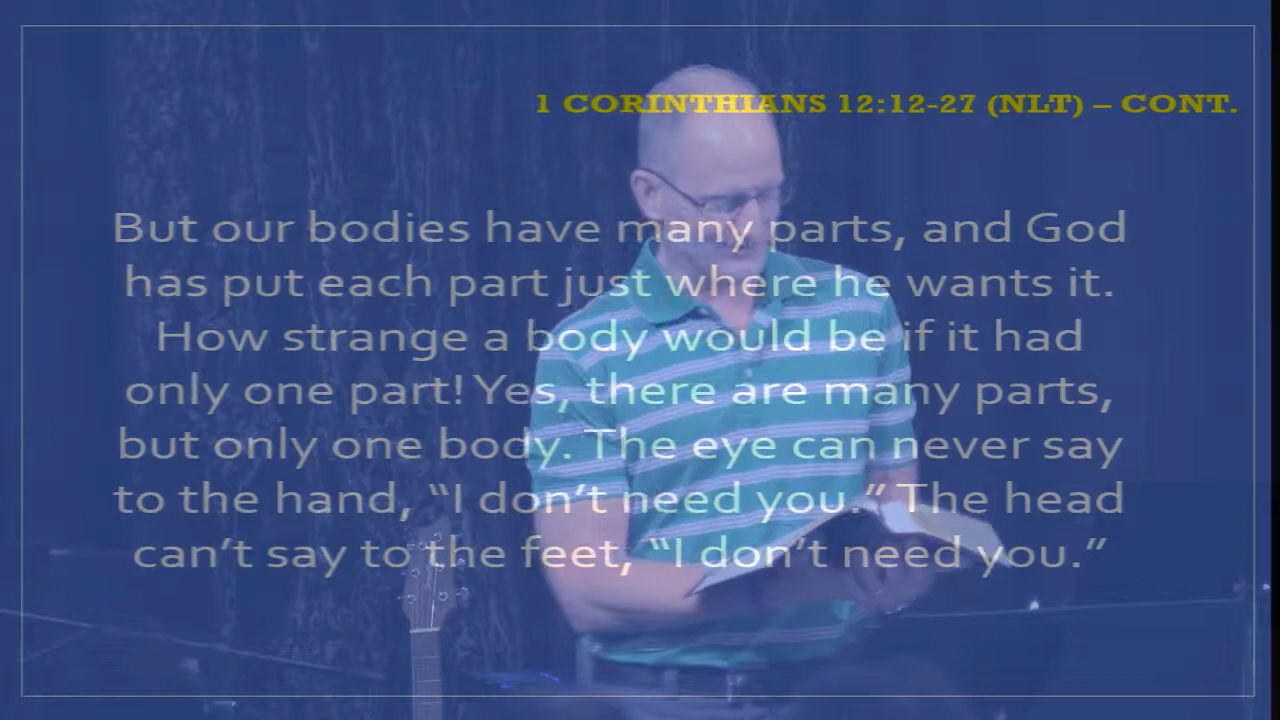 1 CORINTHIANS 12:12-27 (NLT) – CONT.
But our bodies have many parts, and God
has put each part just where he wants it.
How strange a body would be if it had
only one part! Yes, there are many parts,
but only one body. The eye can never say
to the hand, “I don’t need you.” The head
can’t say to the feet, “I don’t need you.”